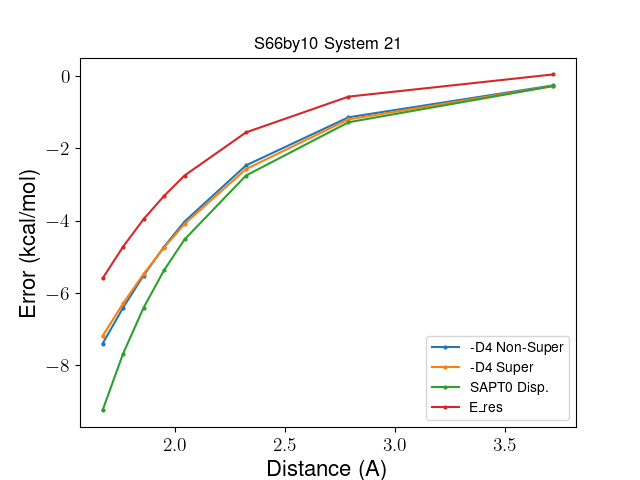 S66by10 System 21
Error (kcal/mol)
0
−2
−4
−6
−8
-D4 Non-Super
-D4 Super
SAPT0 Disp.
E_res
2.0 2.5 3.0 3.5
Distance (A)